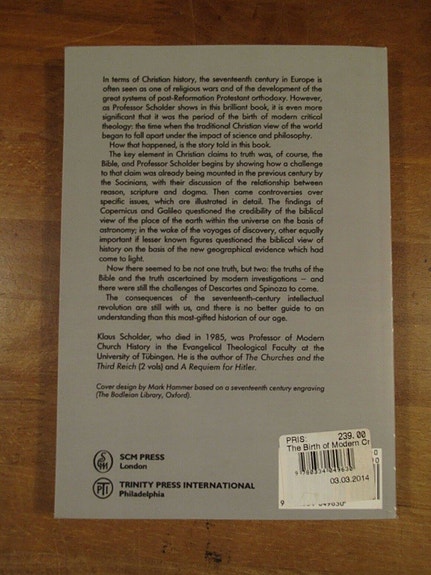 In terms of Christian history, the seventeenth century in Europe is
often seen as one of religious wars and of the development of the
great systems of post-Reformation Protestant orthodoxy. However,
as Professor Scholder shows in this brilliant book, it is even more
significant that it was the period of the birth of modern critical
theology: the time when the traditional Christian view of the world
began to fall apart under the impact of science and philosophy.
How that happened, is the story told in this book.
The key element in Christian claims to truth was, of course, the
Bible, and Professor Scholder begins by showing how a challenge
to that claim was already being mounted in the previous century by
the Socinians, with their discussion of the relationship between
reason, scripture and dogma. Then came controversies over
specific issues, which are illustrated in detail. The findings of
Copernicus and Galileo questioned the credibility of the biblical
view of the place of the earth within the universe on the basis of
astronomy; in the wake of the voyages of discovery, other equally
important if lesser known figures questioned the biblical view of
history on the basis of the new geographical evidence which had
come to light.
Now there seemed to be not one truth, but two: the truths of the
Bible and the truth ascertained by modern investigations – and
there were still the challenges of Descartes and Spinoza to come.
The consequences of the seventeenth-century intellectual
revolution are still with us, and there is no better guide to an
understanding than this most-gifted historian of our age.
Klaus Scholder, who died in 1985, was Professor of Modern
Church History in the Evangelical Theological Faculty at the
University of Tübingen. He is the author of The Churches and the
Third Reich (2 vols) and A Requiem for Hitler.
Cover design by Mark Hammer based on a seventeenth century engraving
(The Bodleian Library, Oxford).
SCM PRESS
London
TRINITY PRESS INTERNATIONAL
Philadelphia
PRIS: 239.00
The Birth of Modern Cr
9 780334 049630
03.03.2014